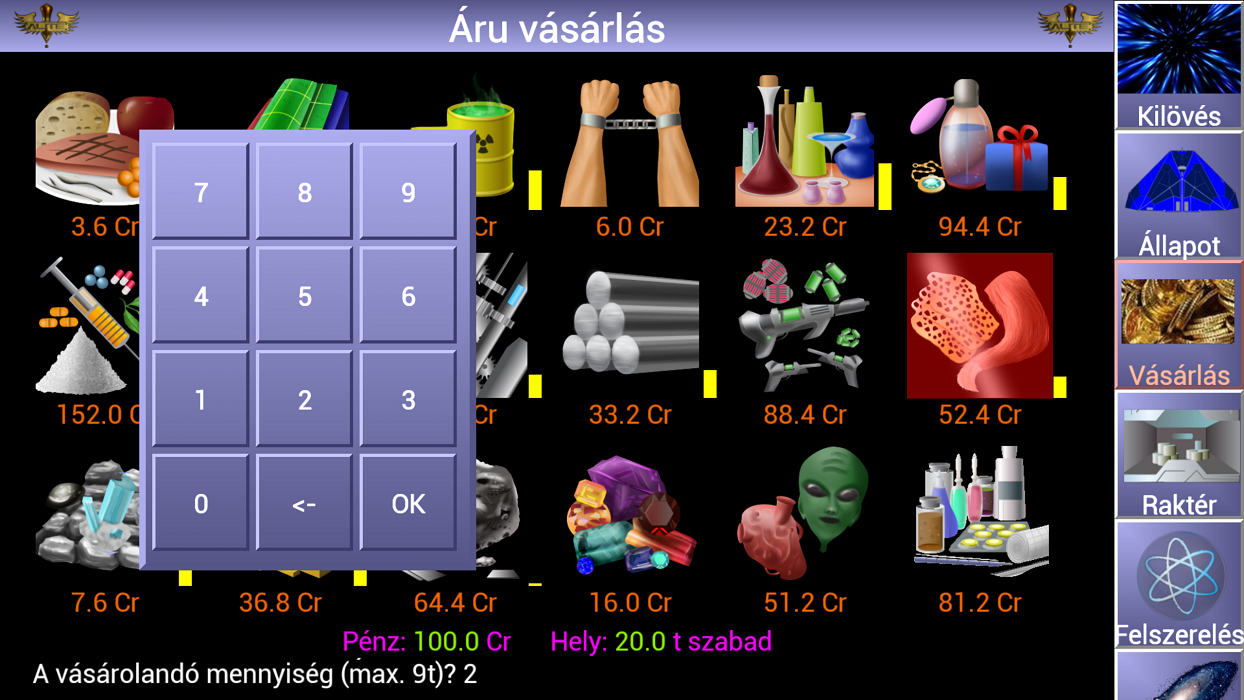 Áru vásárlás
Kilövés
Állapot
Vásárlás
Raktér
Felszerelés
3.6 Cr
Cr
6.0 Cr
23.2 Cr
94.4 Cr
152.0 C
Cr
33.2 Cr
88.4 Cr
52.4 Cr
7.6 Cr
36.8 Cr
64.4 Cr
16.0 Cr
51.2 Cr
81.2 Cr
7 8 9
4 5 6
1 2 3
0 <- OK
Pénz: 100.0 Cr Hely: 20.0 t szabad
A vásárolandó mennyiség (max. 9t)? 2